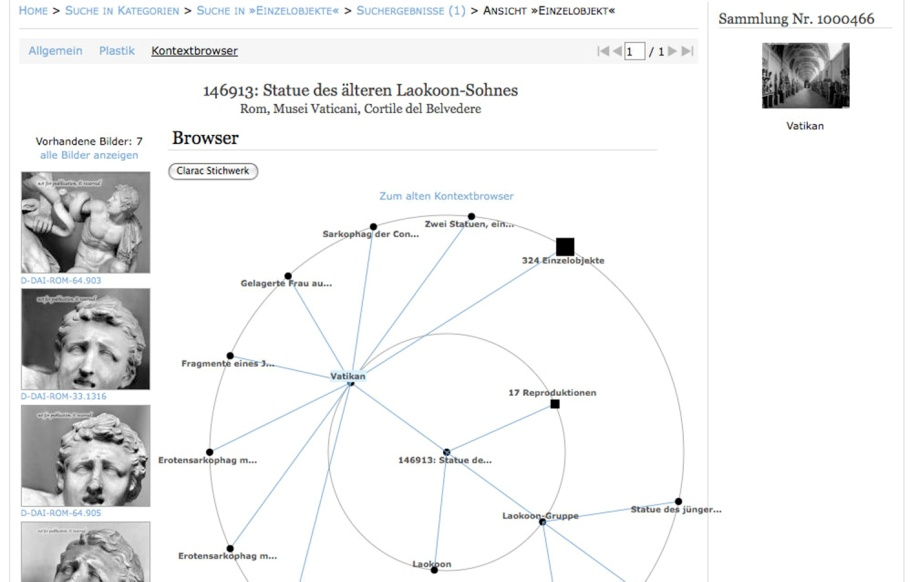 HOME > SUCHE IN KATEGORIEN > SUCHE IN »EINZELOBJEKTE« > SUCHERGEBNISSE (1) > ANSICHT »EINZELOBJEKT«
Sammlung Nr. 1000466
Allgemein Plastik Kontextbrowser
1 / 1
Vatikan
146913: Statue des älteren Laokoon-Sohnes
Rom, Musei Vaticani, Cortile del Belvedere
Vorhandene Bilder: 7
alle Bilder anzeigen
Browser
Clarac Stichwerk
Zum alten Kontextbrowser
D-DAI-ROM-64.903
D-DAI-ROM-33.1316
D-DAI-ROM-64.905
Zwei Statuen, ein...
Sarkophag der Con...
324 Einzelobjekte
Gelagerte Frau au...
Fragmente eines J...
Vatikan
17 Reproduktionen
Erotensarkophag m...
146913: Statue de...
Statue des jünger...
Laokoon-Gruppe
Erotensarkophag m...
Laokoon